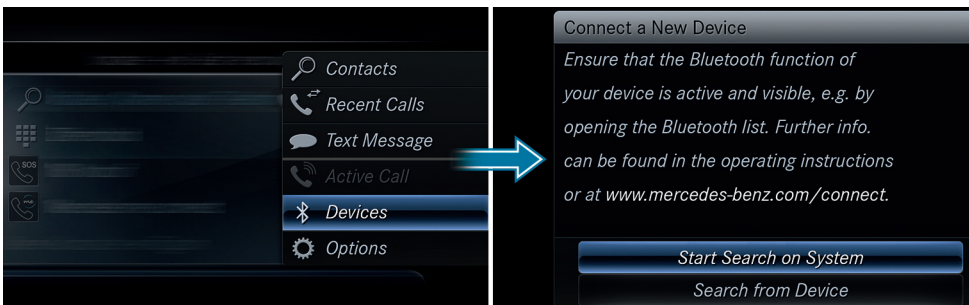 Contacts
Recent Calls
Text Message
Active Call
Devices
Options
SOS
Connect a New Device
Ensure that the Bluetooth function of
your device is active and visible, e.g. by
opening the Bluetooth list. Further info.
can be found in the operating instructions
or at www.mercedes-benz.com/connect.
Start Search on System
Search from Device